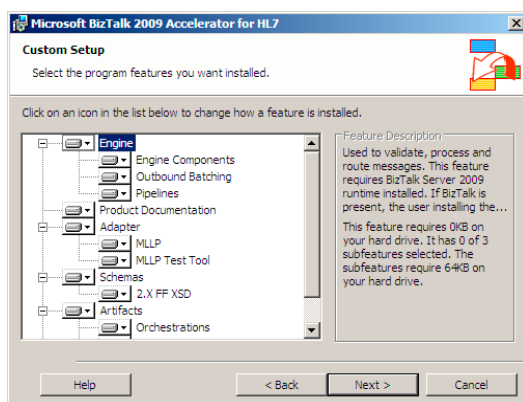 Microsoft BizTalk 2009 Accelerator for HL7
Custom Setup
Select the program features you want installed.
Click on an icon in the list below to change how a feature is installed.
Engine
Engine Components
Outbound Batching
Pipelines
Product Documentation
Adapter
MLLP
MLLP Test Tool
Schemas
2.X FF XSD
Artifacts
Orchestrations
Feature Description
Used to validate, process and
route messages. This feature
requires BizTalk Server 2009
runtime installed. If BizTalk is
present, the user installing the...
This feature requires 0KB on
your hard drive. It has 0 of 3
subfeatures selected. The
subfeatures require 64KB on
your hard drive.
Help
< Back
Next >
Cancel